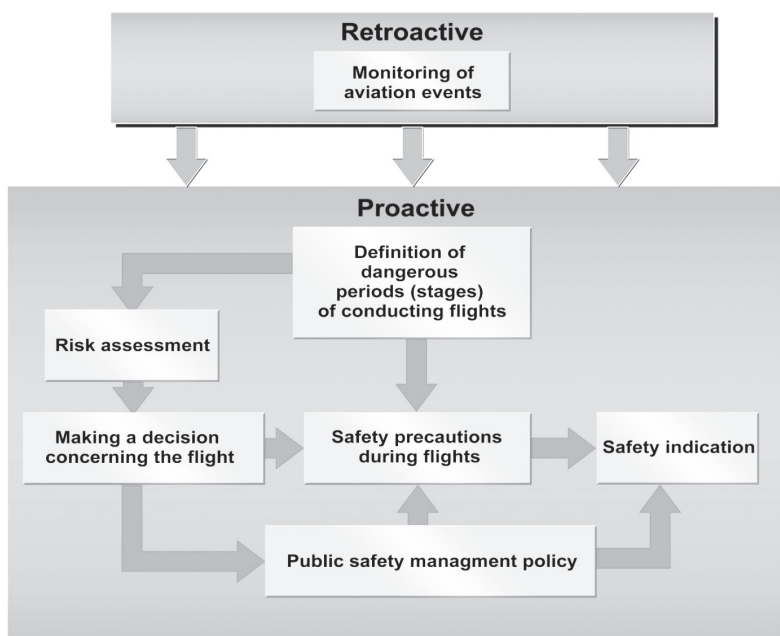 Retroactive
Monitoring of
aviation events
Proactive
Definition of
dangerous
periods (stages)
of conducting flights
Risk assessment
Making a decision
concerning the flight
Safety precautions
during flights
Safety indication
Public safety managment policy